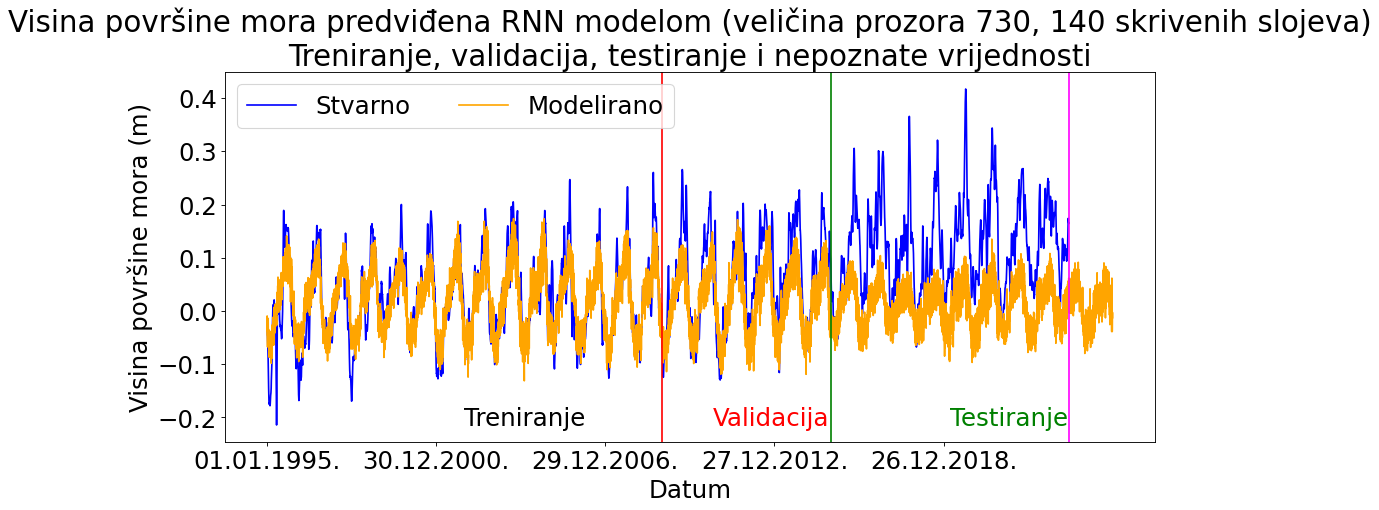 Visina površine mora predviđena RNN modelom (veličina prozora 730, 140 skrivenih slojeva)
Treniranje, validacija, testiranje i nepoznate vrijednosti
Stvarno Modelirano
Visina površine mora (m)
0.4
0.3
0.2
0.1
0.0
−0.1
−0.2
Treniranje Validacija Testiranje
01.01.1995. 30.12.2000. 29.12.2006. 27.12.2012. 26.12.2018.
Datum